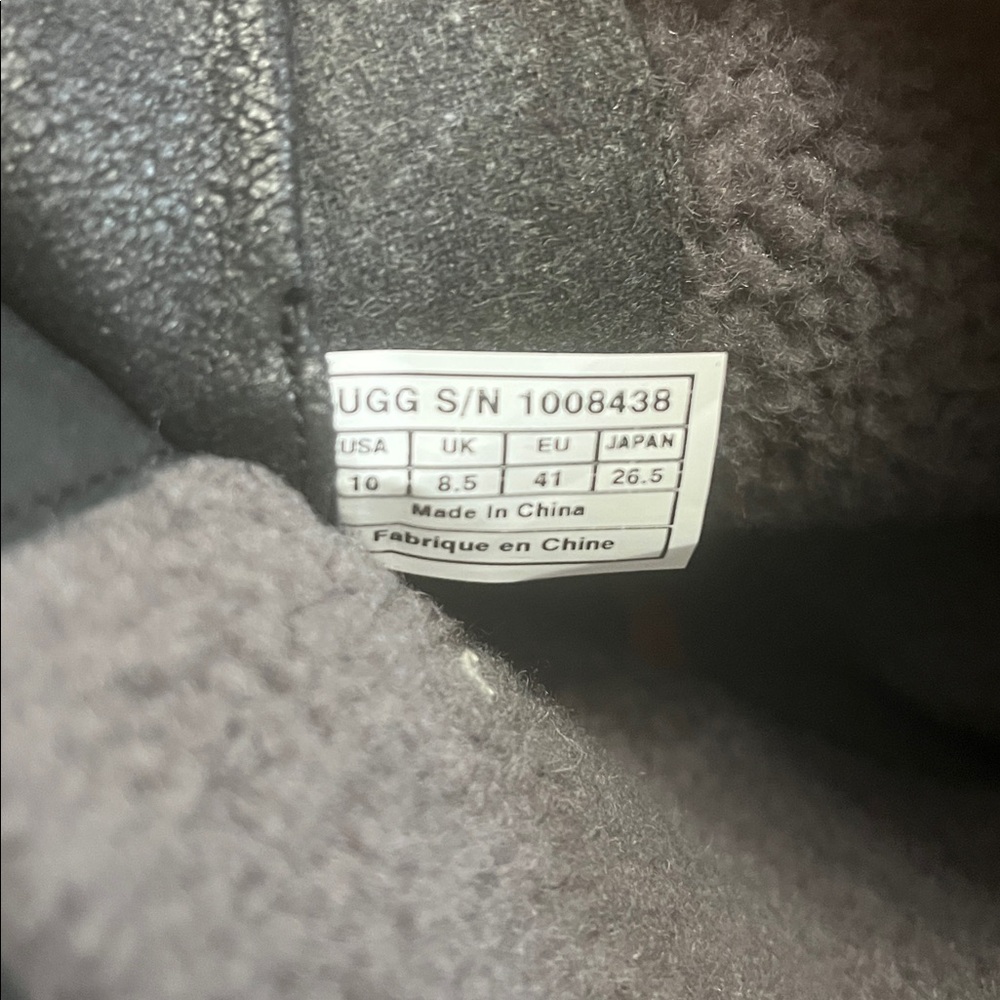 UGG S/N 1008438
USA UK EU JAPAN
10 8.5 41 26.5
Made In China
Fabrique en Chine